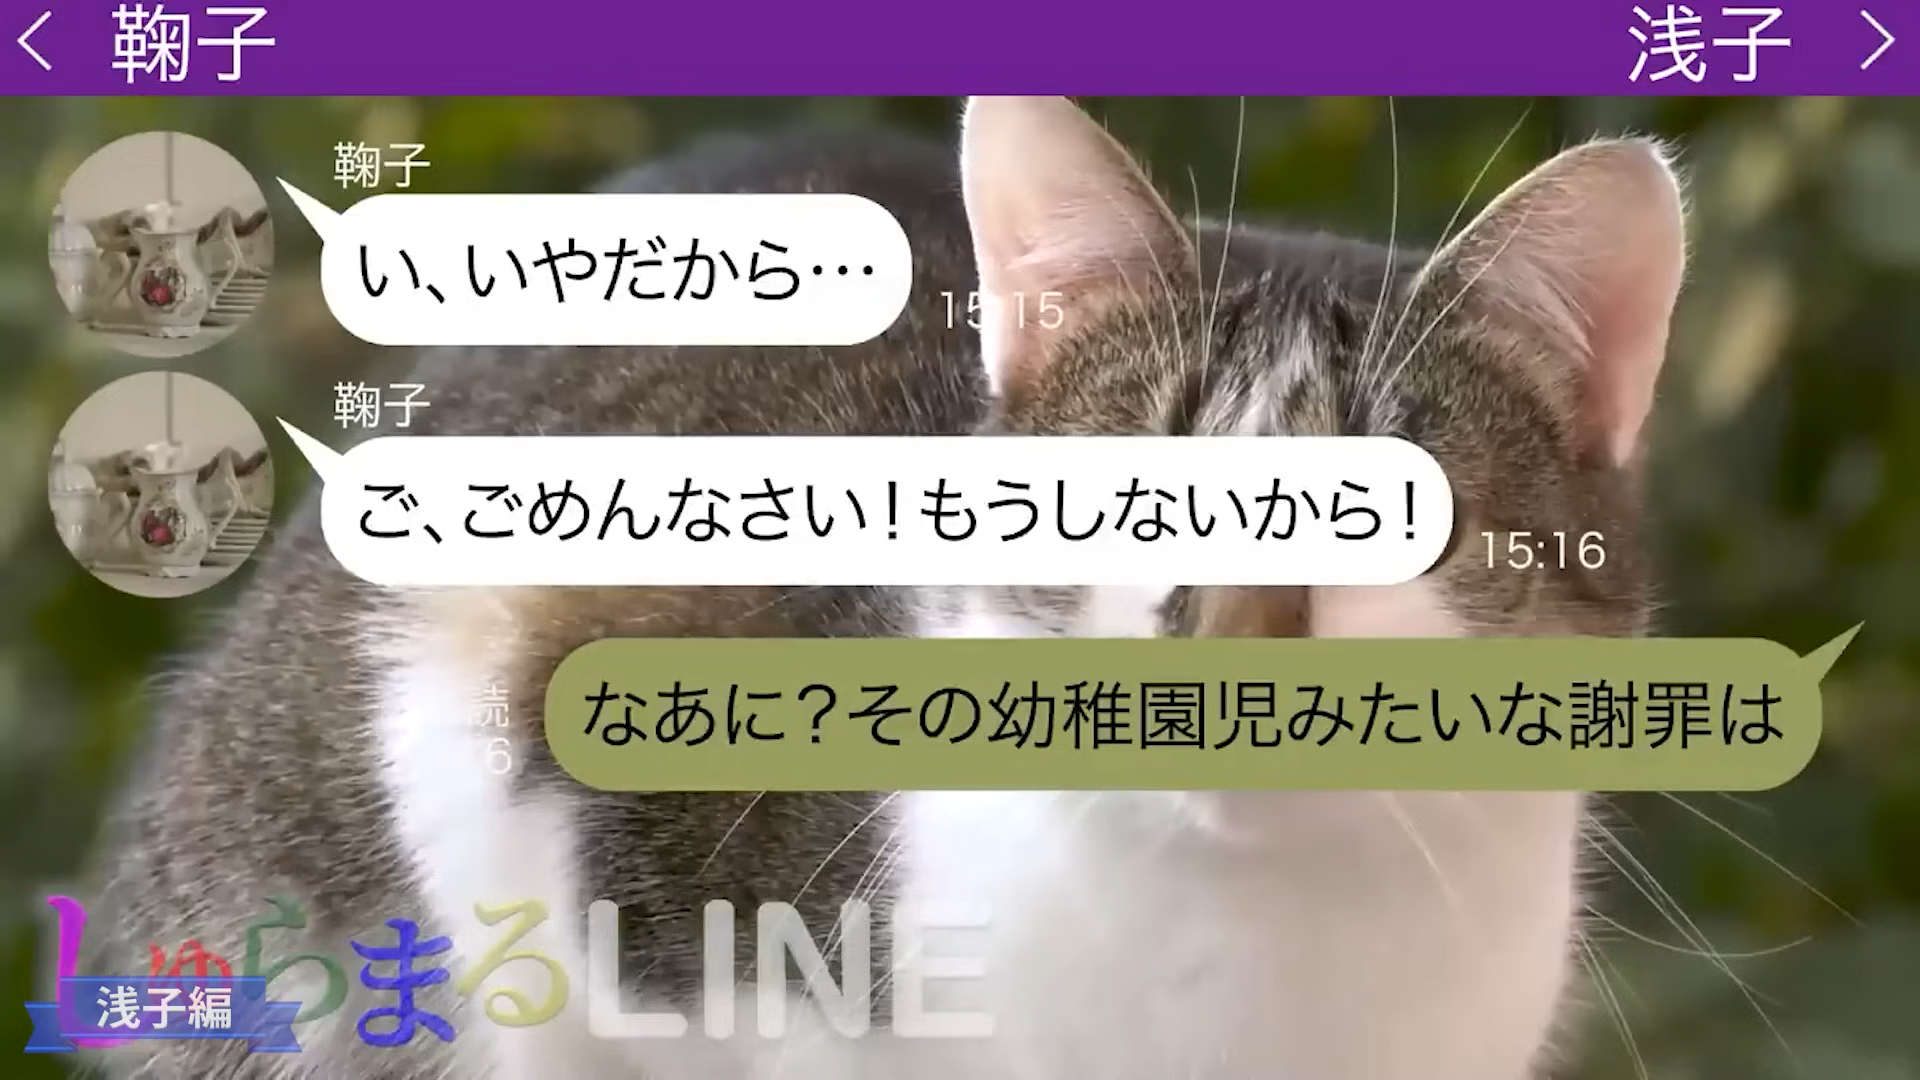 鞠子
浅子
鞠子
い、いやだから…
15:15
鞠子
ご、ごめんなさい！もうしないから！
15:16
なあに？その幼稚園児みたいな謝罪は
しゅらまるLINE
浅子編